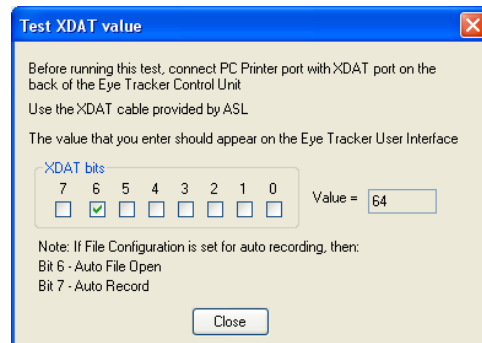 Test XDAT value
Before running this test, connect PC Printer port with XDAT port on the
back of the Eye Tracker Control Unit
Use the XDAT cable provided by ASL
The value that you enter should appear on the Eye Tracker User Interface
XDAT bits
7 6 5 4 3 2 1 0
Value = 64
Note: If File Configuration is set for auto recording, then:
Bit 6 - Auto File Open
Bit 7 - Auto Record
Close